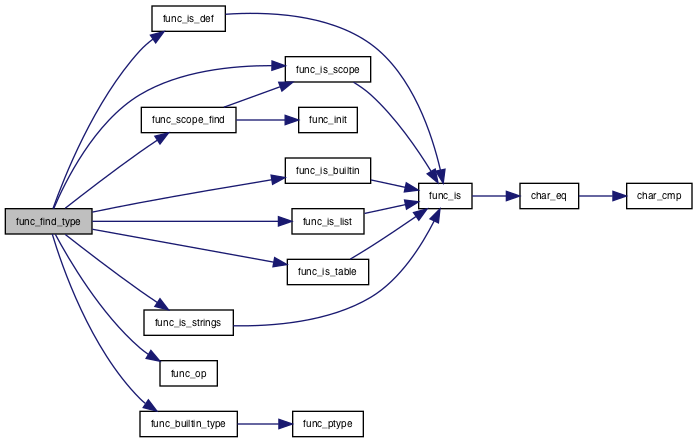 func_is_def
func_is_scope
func_scope_find
func_init
func_is_builtin
func_is
char_eq
char_cmp
func_find_type
func_is_list
func_is_table
func_is_strings
func_op
func_builtin_type
func_ptype